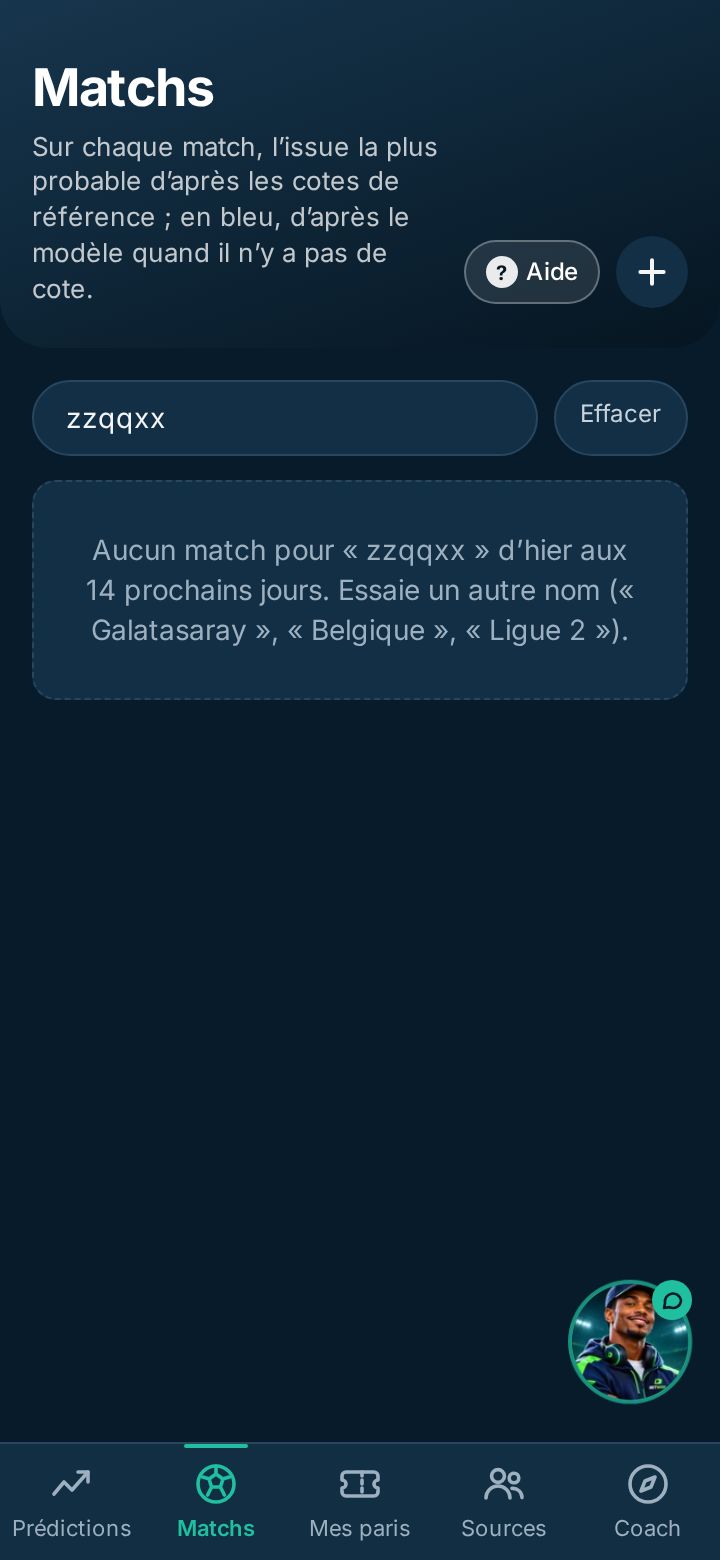 Matchs
Sur chaque match, l’issue la plus
probable d’après les cotes de
référence ; en bleu, d’après le
modèle quand il n’y a pas de
cote.
? Aide
zzqqxx
Effacer
Aucun match pour « zzqqxx » d’hier aux
14 prochains jours. Essaie un autre nom («
Galatasaray », « Belgique », « Ligue 2 »).
Prédictions
Matchs
Mes paris
Sources
Coach